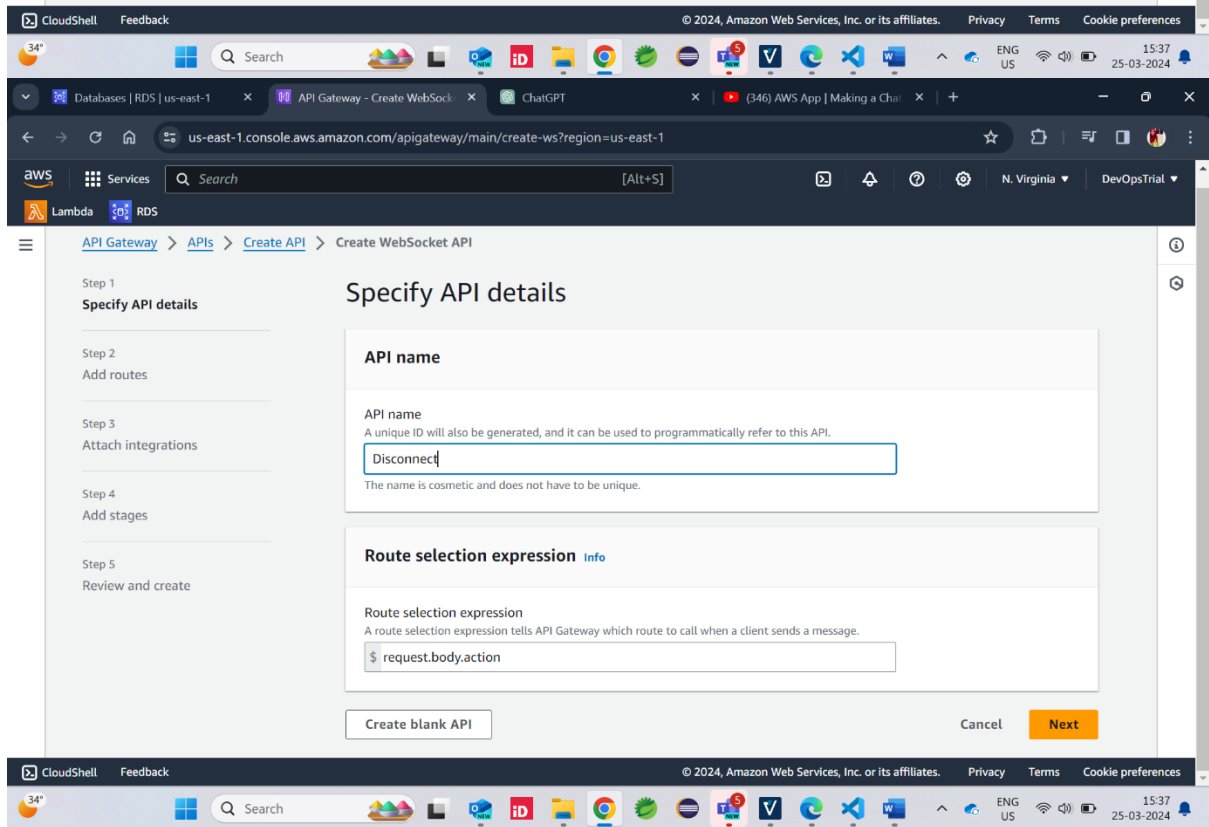 CloudShell Feedback © 2024, Amazon Web Services, Inc. or its affiliates. Privacy Terms Cookie preferences
34° Search ENG 15:37
US 25-03-2024
Databases | RDS | us-east-1 API Gateway - Create WebSock ChatGPT (346) AWS App | Making a Chat
us-east-1.console.aws.amazon.com/apigateway/main/create-ws?region=us-east-1
aws Services Search [Alt+S] N. Virginia DevOpsTrial
Lambda RDS
API Gateway > APIs > Create API > Create WebSocket API
Step 1
Specify API details
Step 2
Add routes
Step 3
Attach integrations
Step 4
Add stages
Step 5
Review and create
Specify API details
API name
API name
A unique ID will also be generated, and it can be used to programmatically refer to this API.
Disconnect
The name is cosmetic and does not have to be unique.
Route selection expression Info
Route selection expression
A route selection expression tells API Gateway which route to call when a client sends a message.
$ request.body.action
Create blank API Cancel Next
CloudShell Feedback © 2024, Amazon Web Services, Inc. or its affiliates. Privacy Terms Cookie preferences
34° Search ENG 15:37
US 25-03-2024